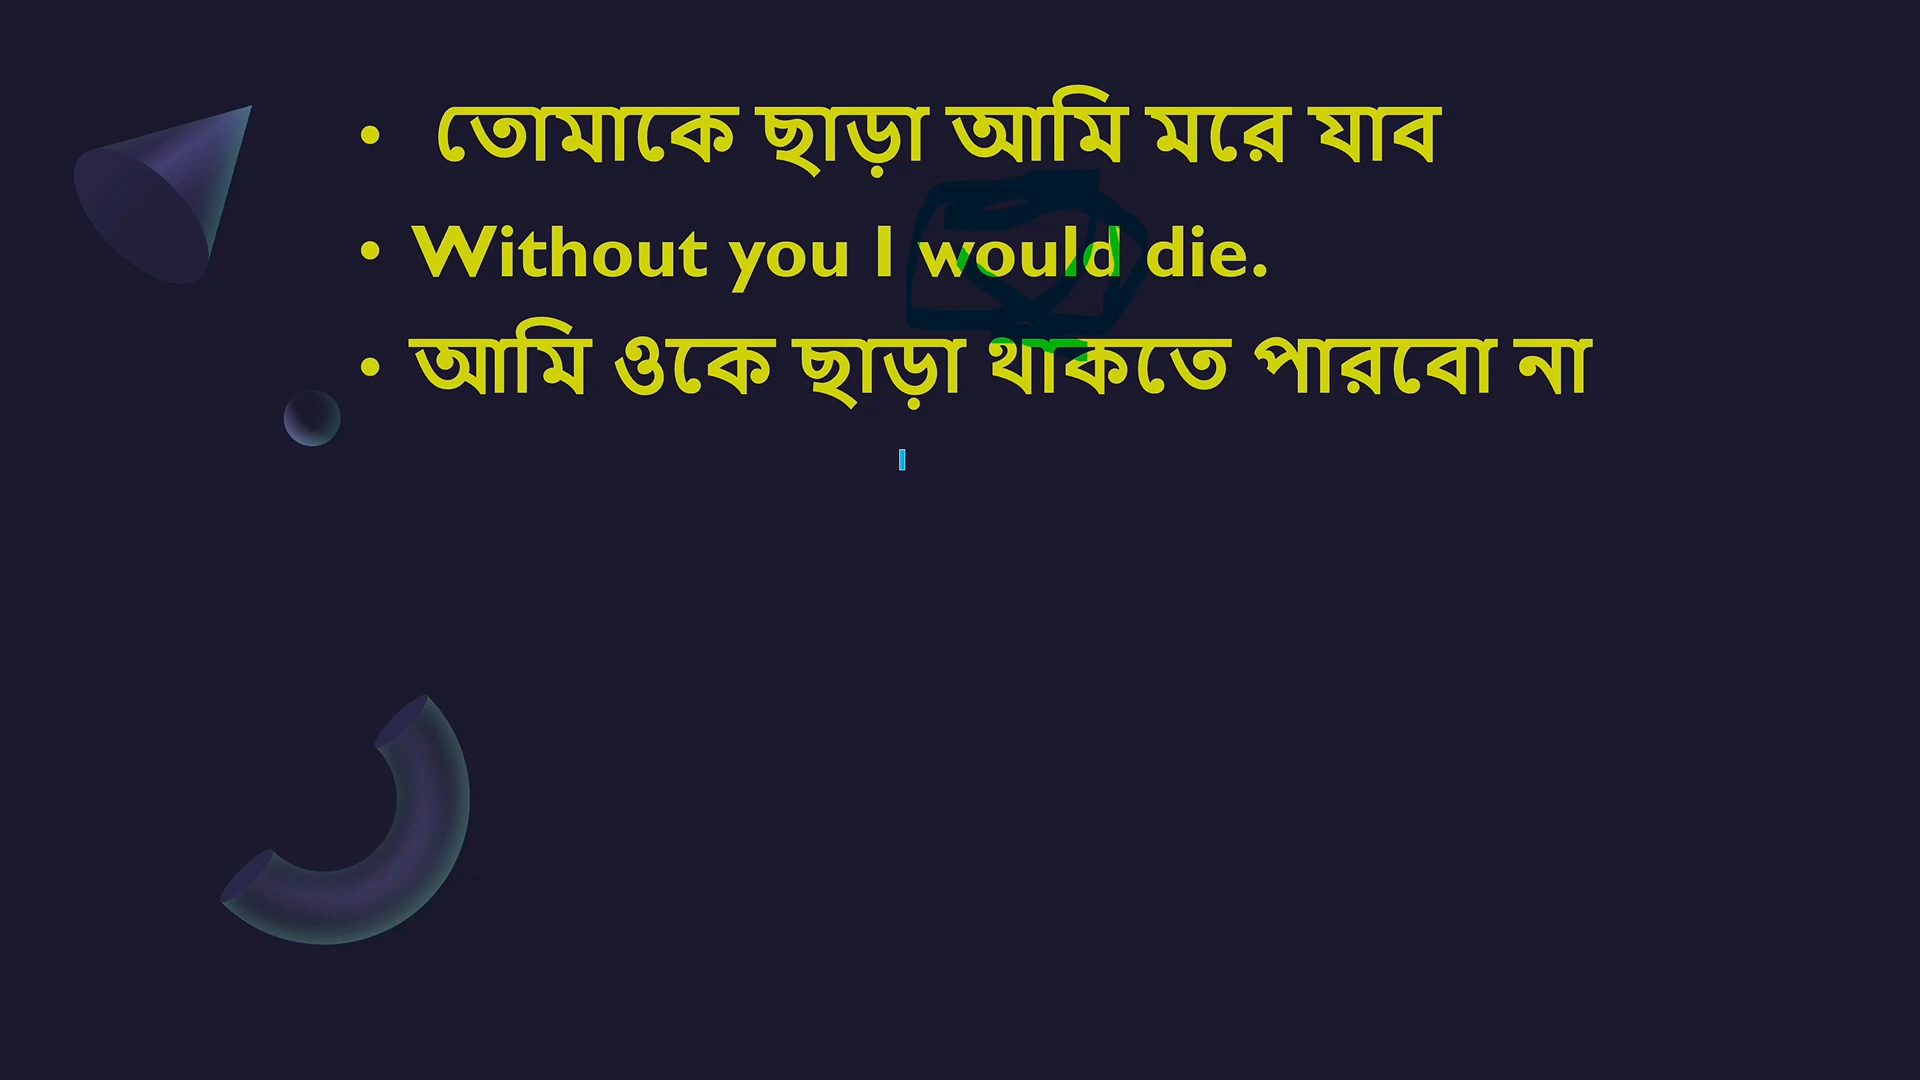 • তোমাকে ছাড়া আমি মরে যাব
• Without you I would die.
• আমি ওকে ছাড়া থাকতে পারবো না